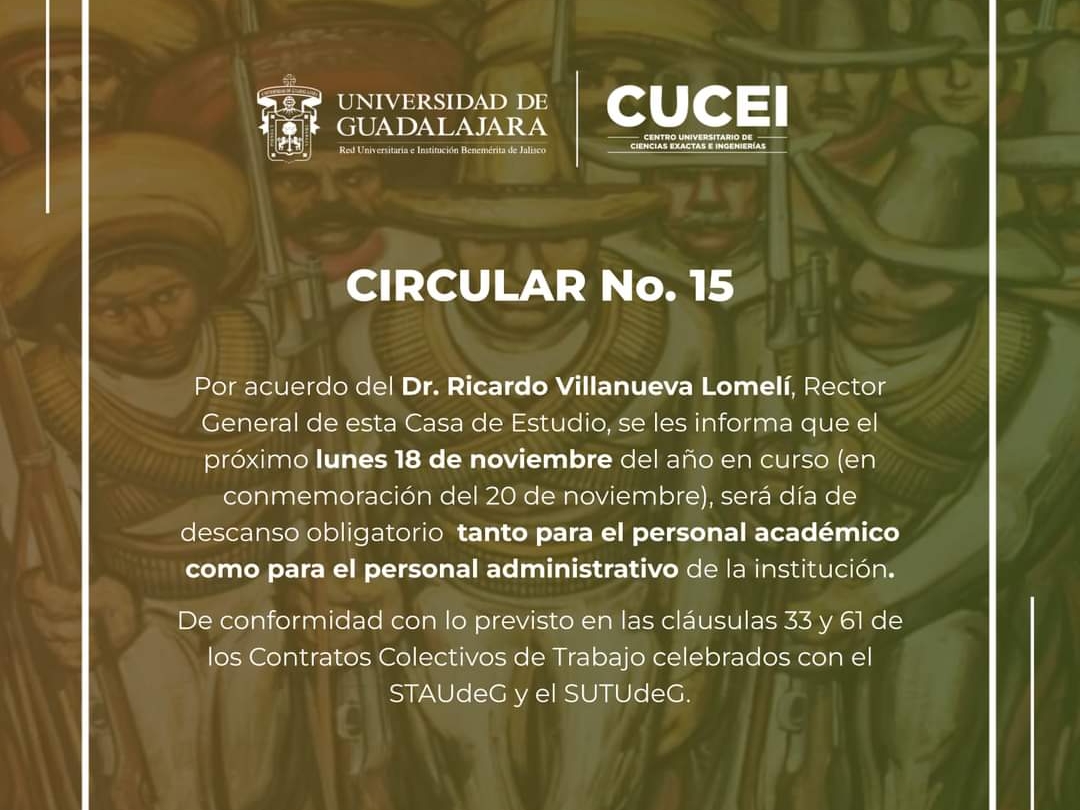 UNIVERSIDAD DE
GUADALAJARA
Red Universitaria e Institución Benemérita de Jalisco
CUCEI
CENTRO UNIVERSITARIO DE
CIENCIAS EXACTAS E INGENIERÍAS
CIRCULAR No. 15
Por acuerdo del Dr. Ricardo Villanueva Lomelí, Rector
General de esta Casa de Estudio, se les informa que el
próximo lunes 18 de noviembre del año en curso (en
conmemoración del 20 de noviembre), será día de
descanso obligatorio tanto para el personal académico
como para el personal administrativo de la institución.
De conformidad con lo previsto en las cláusulas 33 y 61 de
los Contratos Colectivos de Trabajo celebrados con el
STAUdeG y el SUTUdeG.